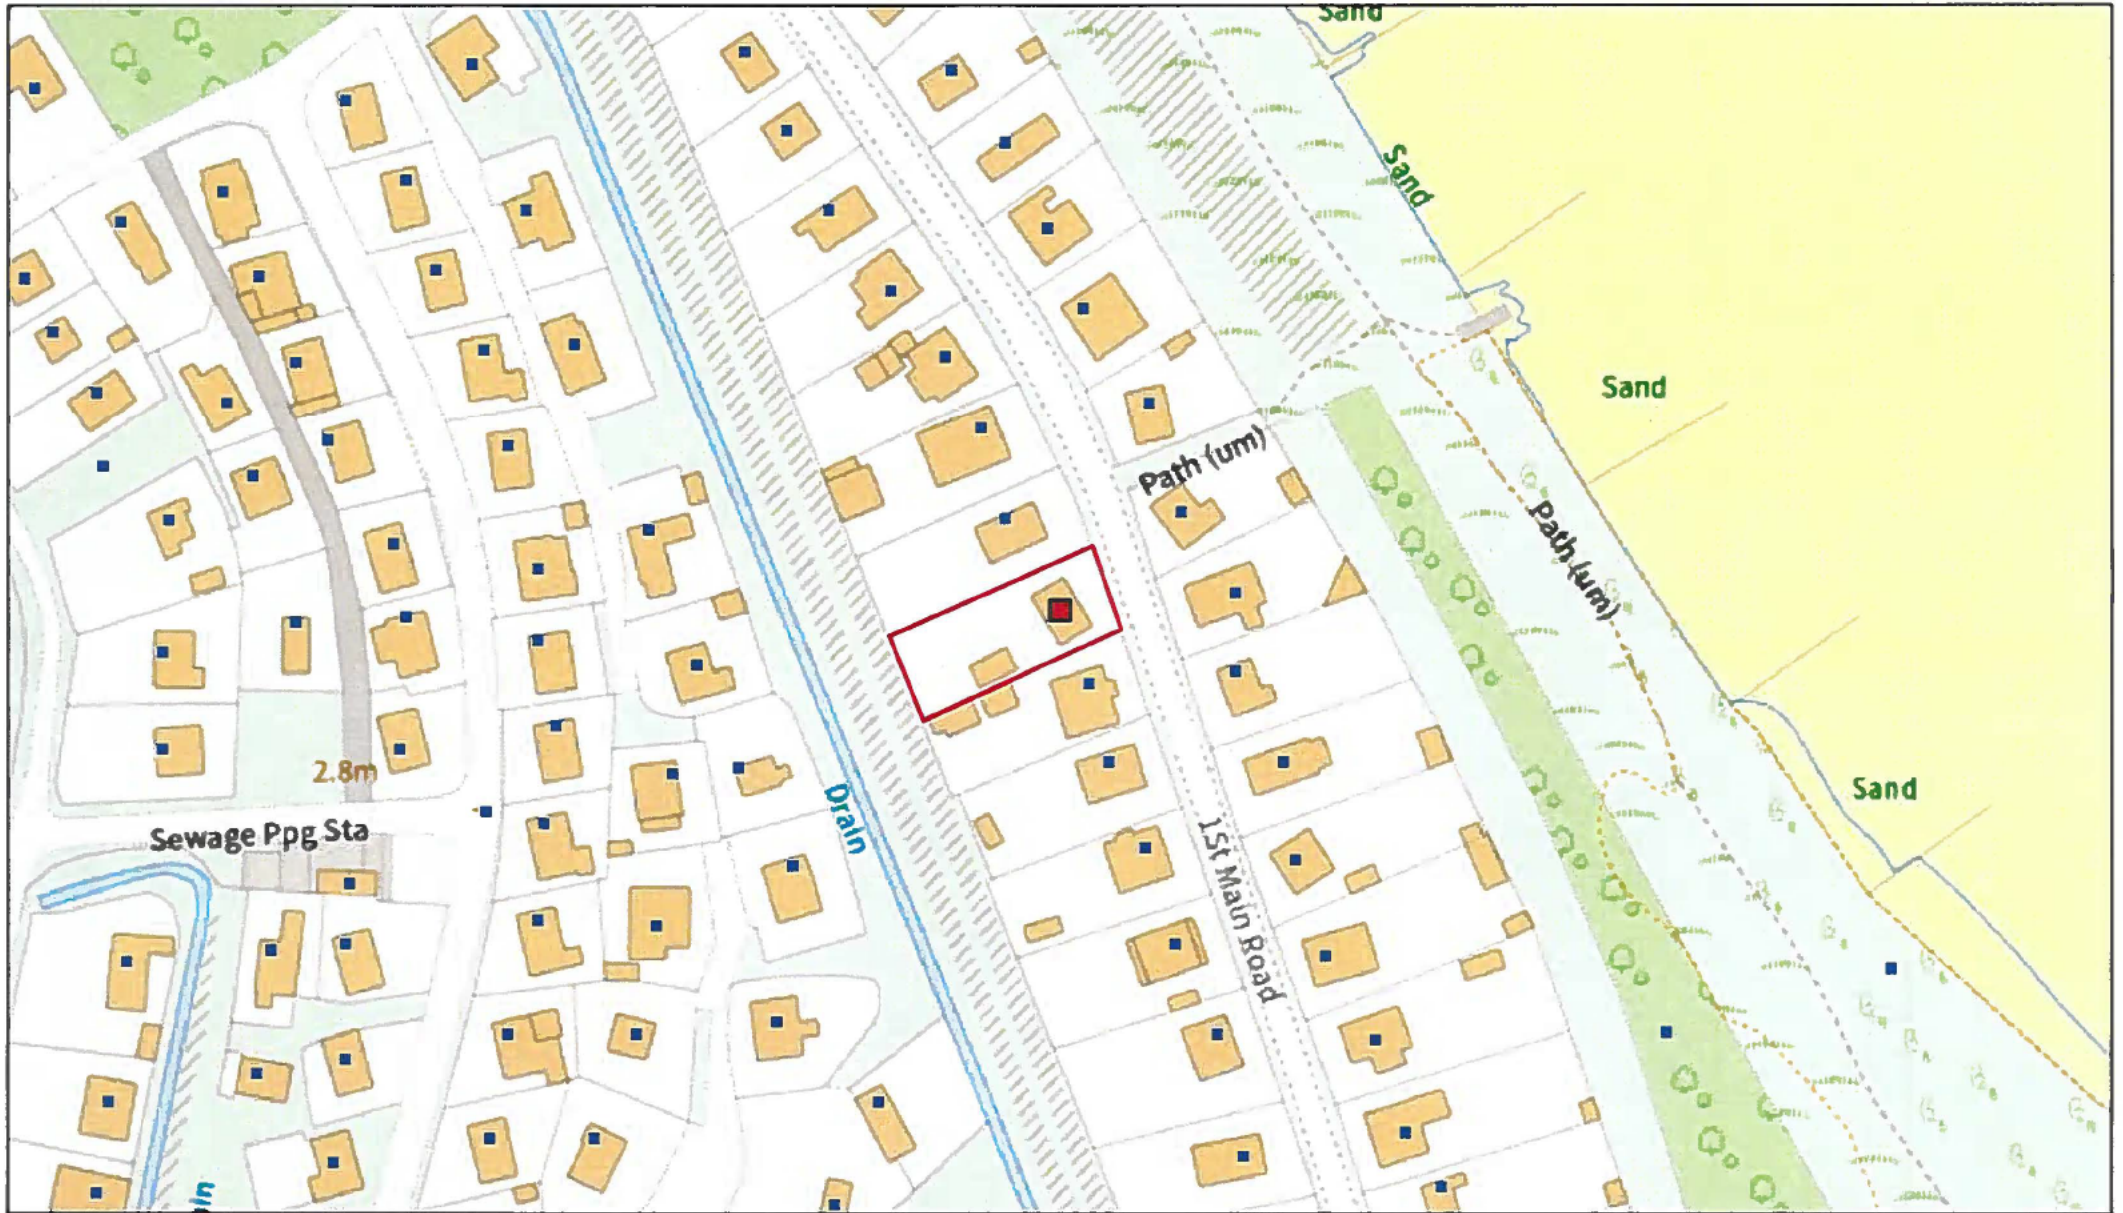 Sand
Sand
Sand
Path (um)
Path (um)
2.8m
Sand
Drain
Sewage Ppg Sta
1St Main Road